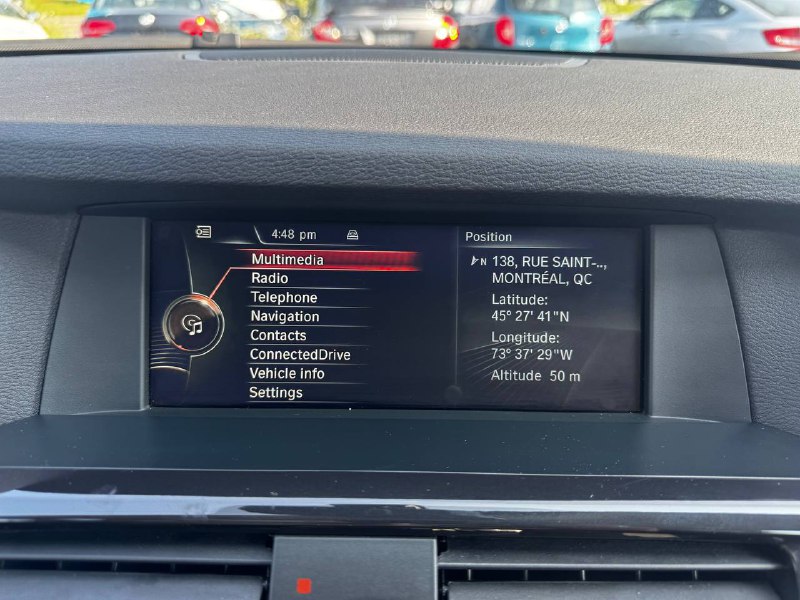 4:48 pm
Multimedia
Radio
Telephone
Navigation
Contacts
ConnectedDrive
Vehicle info
Settings
Position
N 138, RUE SAINT-..,
MONTRÉAL, QC
Latitude:
45° 27' 41"N
Longitude:
73° 37' 29"W
Altitude 50 m